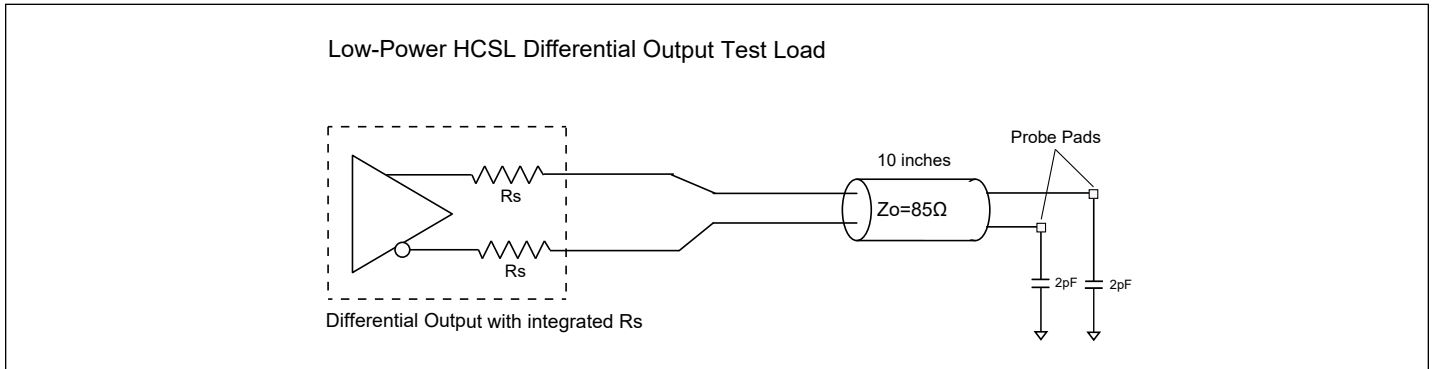 Low-Power HCSL Differential Output Test Load
Probe Pads
10 inches
Rs
Zo=85Ω
Rs
2pF
2pF
Differential Output with integrated Rs